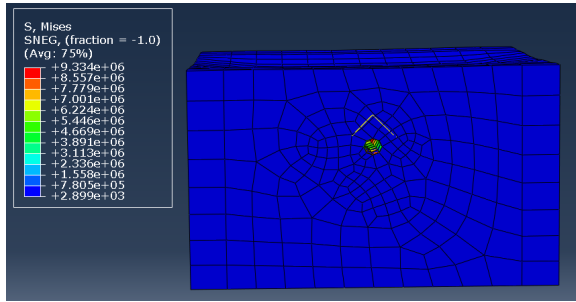 S, Mises
SNEG, (fraction = -1.0)
(Avg: 75%)
+9.334e+06
+8.557e+06
+7.779e+06
+7.001e+06
+6.224e+06
+5.446e+06
+4.669e+06
+3.891e+06
+3.113e+06
+2.336e+06
+1.558e+06
+7.805e+05
+2.899e+03